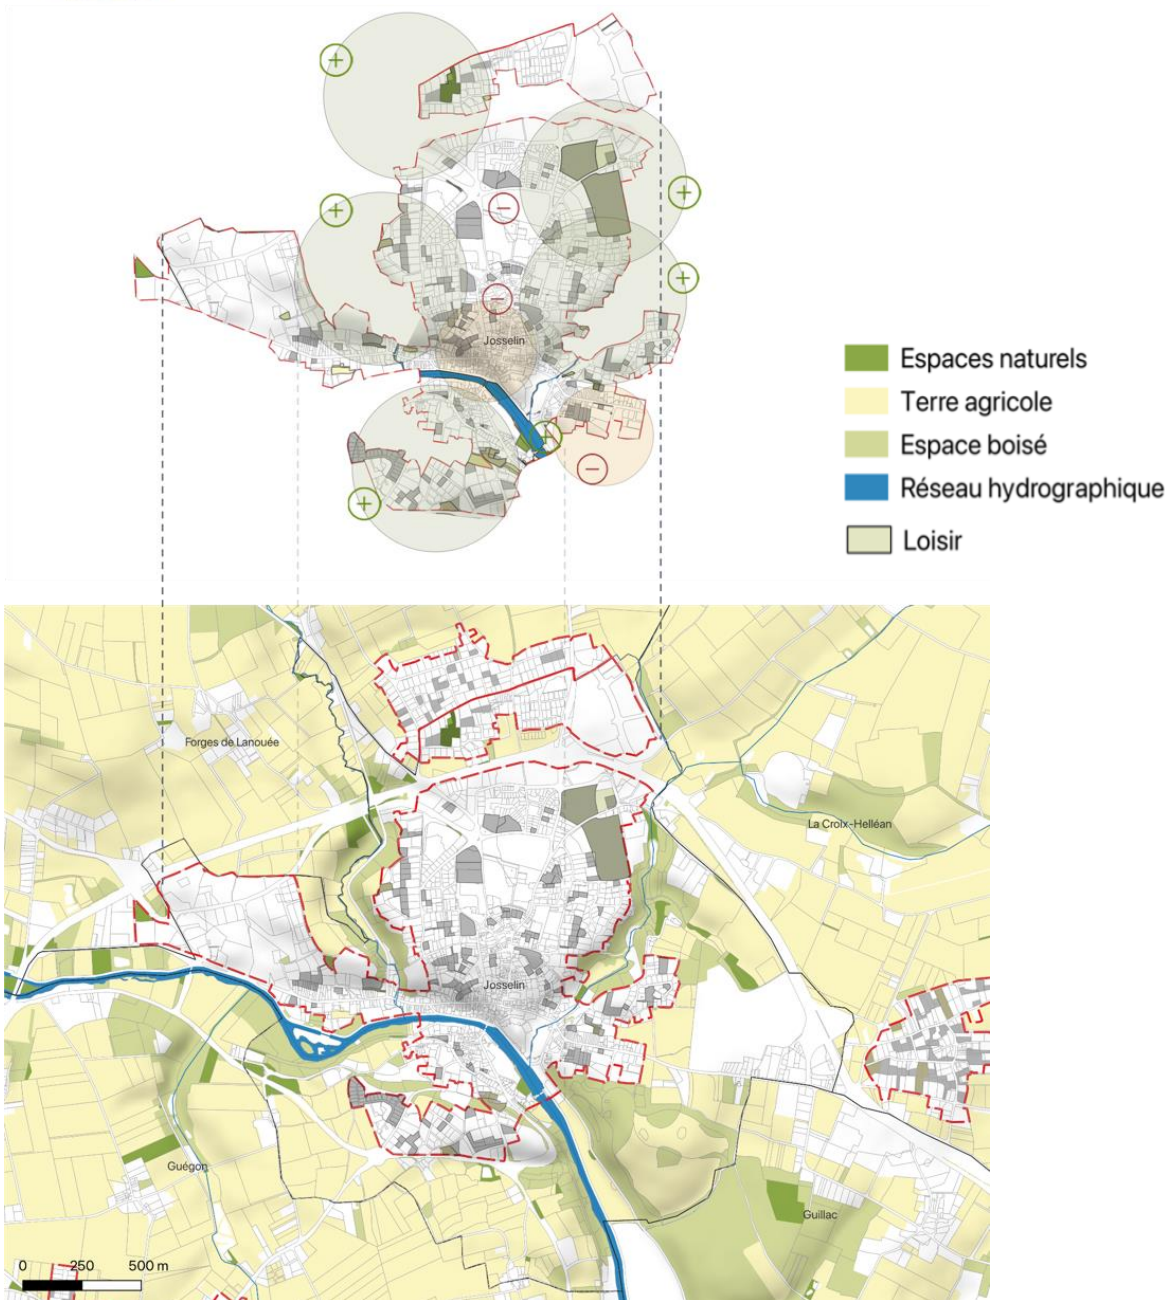 Josselin
Espaces naturels
Terre agricole
Espace boisé
Réseau hydrographique
Loisir
Forges de Lanouée
La Croix-Helléan
Josselin
Guégon
Guillac
0 250 500 m